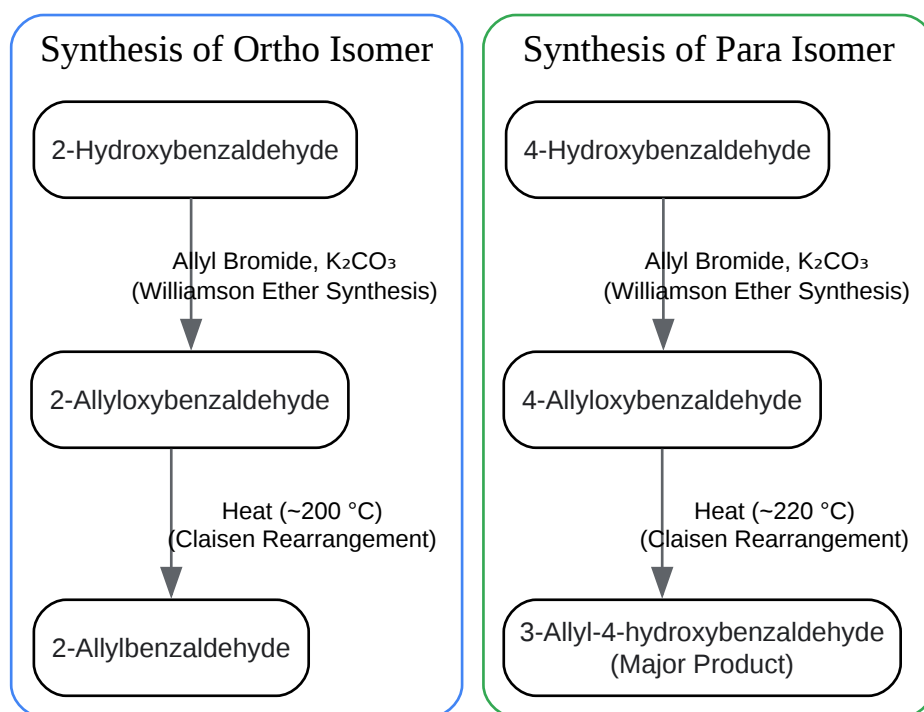 Synthesis of Ortho Isomer
2-Hydroxybenzaldehyde
Allyl Bromide, K₂CO₃
(Williamson Ether Synthesis)
2-Allyloxybenzaldehyde
Heat (~200 °C)
(Claisen Rearrangement)
2-Allylbenzaldehyde
Synthesis of Para Isomer
4-Hydroxybenzaldehyde
Allyl Bromide, K₂CO₃
(Williamson Ether Synthesis)
4-Allyloxybenzaldehyde
Heat (~220 °C)
(Claisen Rearrangement)
3-Allyl-4-hydroxybenzaldehyde
(Major Product)